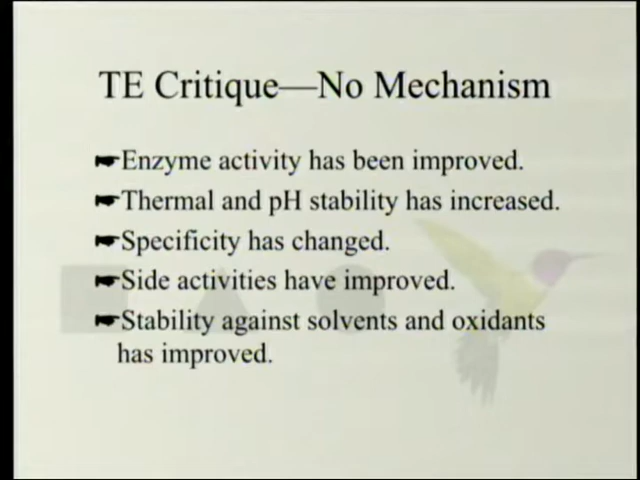 TE Critique—No Mechanism
☛Enzyme activity has been improved.
☛Thermal and pH stability has increased.
☛Specificity has changed.
☛Side activities have improved.
☛Stability against solvents and oxidants
has improved.